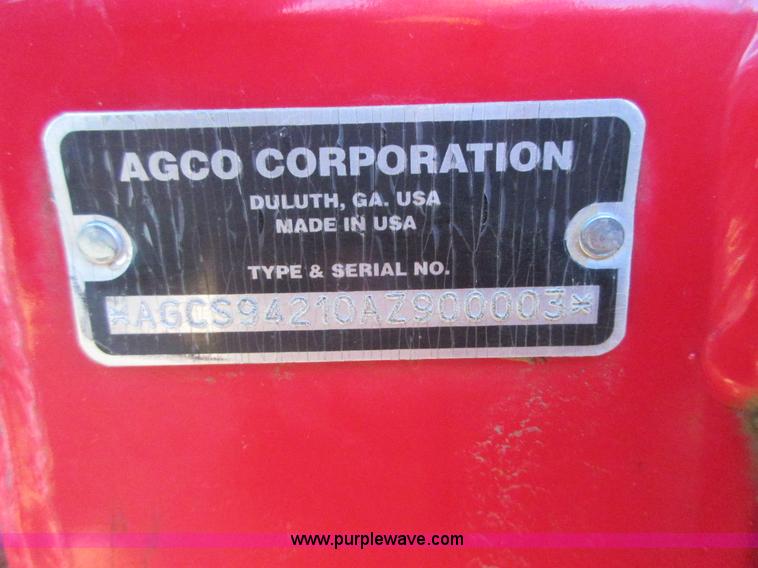 AGCO CORPORATION
DULUTH, GA. USA
MADE IN USA
TYPE & SERIAL NO.
*AGCS94210AZ900003*
www.purplewave.com